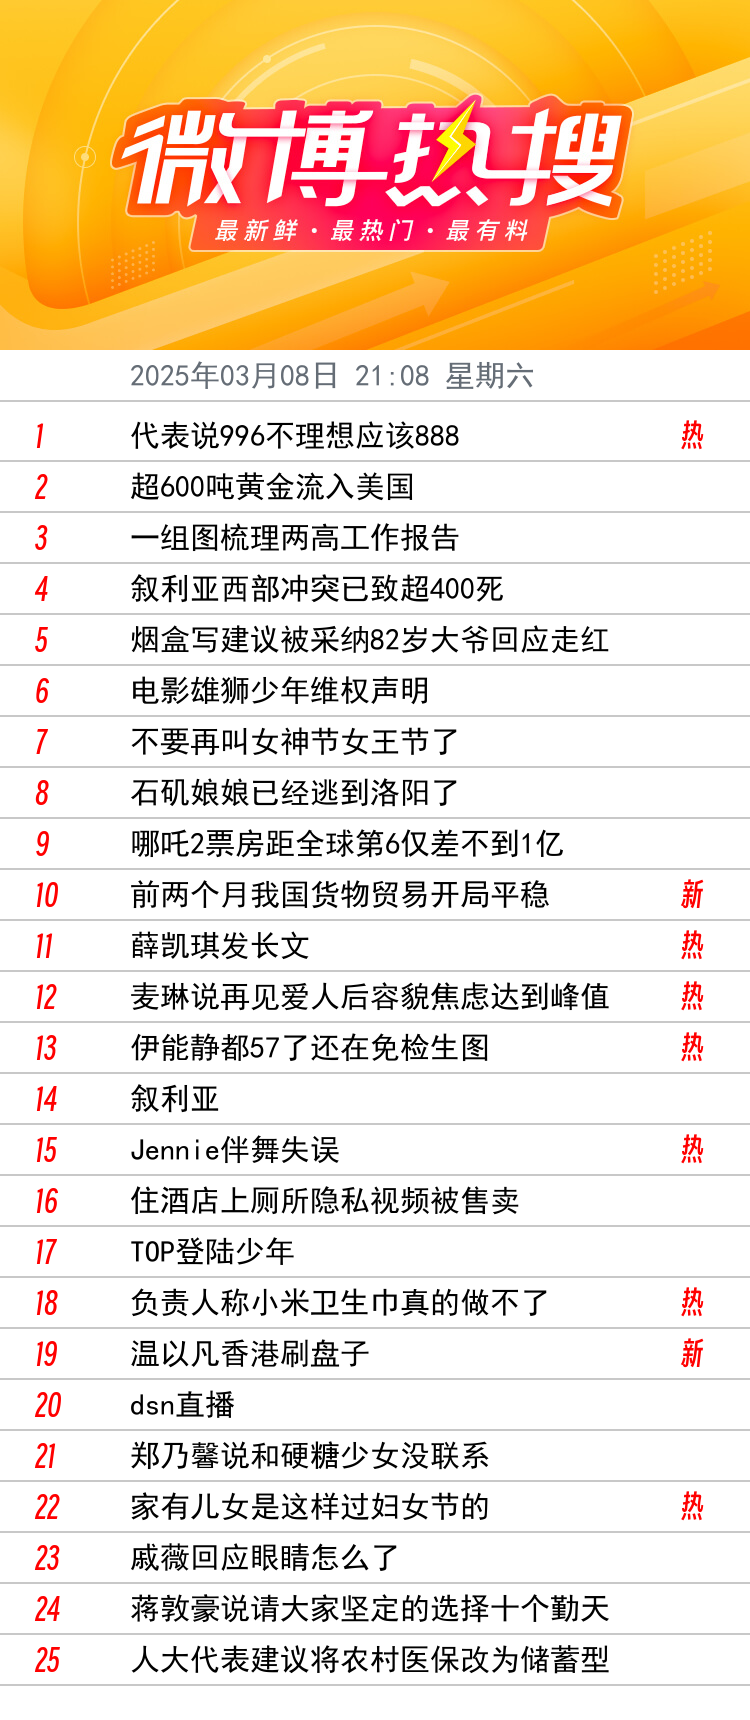 微博热搜
最新鲜·最热门·最有料
2025年03月08日 21:08 星期六
1 代表说996不理想应该888 热
2 超600吨黄金流入美国
3 一组图梳理两高工作报告
4 叙利亚西部冲突已致超400死
5 烟盒写建议被采纳82岁大爷回应走红
6 电影雄狮少年维权声明
7 不要再叫女神节女王节了
8 石矶娘娘已经逃到洛阳了
9 哪吒2票房距全球第6仅差不到1亿
10 前两个月我国货物贸易开局平稳 新
11 薛凯琪发长文 热
12 麦琳说再见爱人后容貌焦虑达到峰值 热
13 伊能静都57了还在免检生图 热
14 叙利亚
15 Jennie伴舞失误 热
16 住酒店上厕所隐私视频被售卖
17 TOP登陆少年
18 负责人称小米卫生巾真的做不了 热
19 温以凡香港刷盘子 新
20 dsn直播
21 郑乃馨说和硬糖少女没联系
22 家有儿女是这样过妇女节的 热
23 戚薇回应眼睛怎么了
24 蒋敦豪说请大家坚定的选择十个勤天
25 人大代表建议将农村医保改为储蓄型